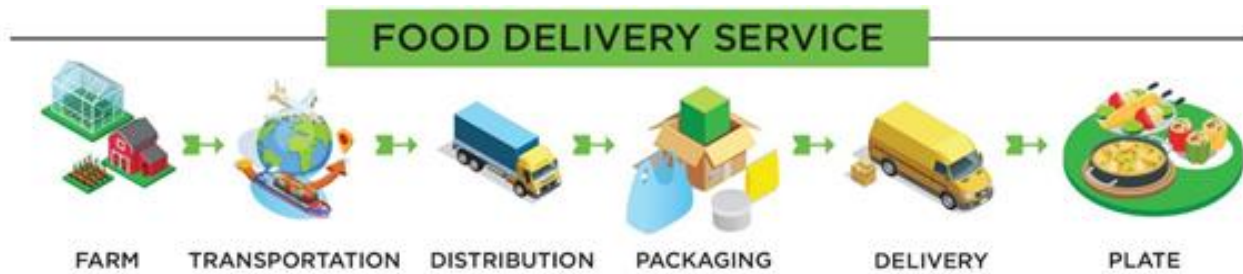 FOOD DELIVERY SERVICE
FARM
TRANSPORTATION
DISTRIBUTION
PACKAGING
DELIVERY
PLATE